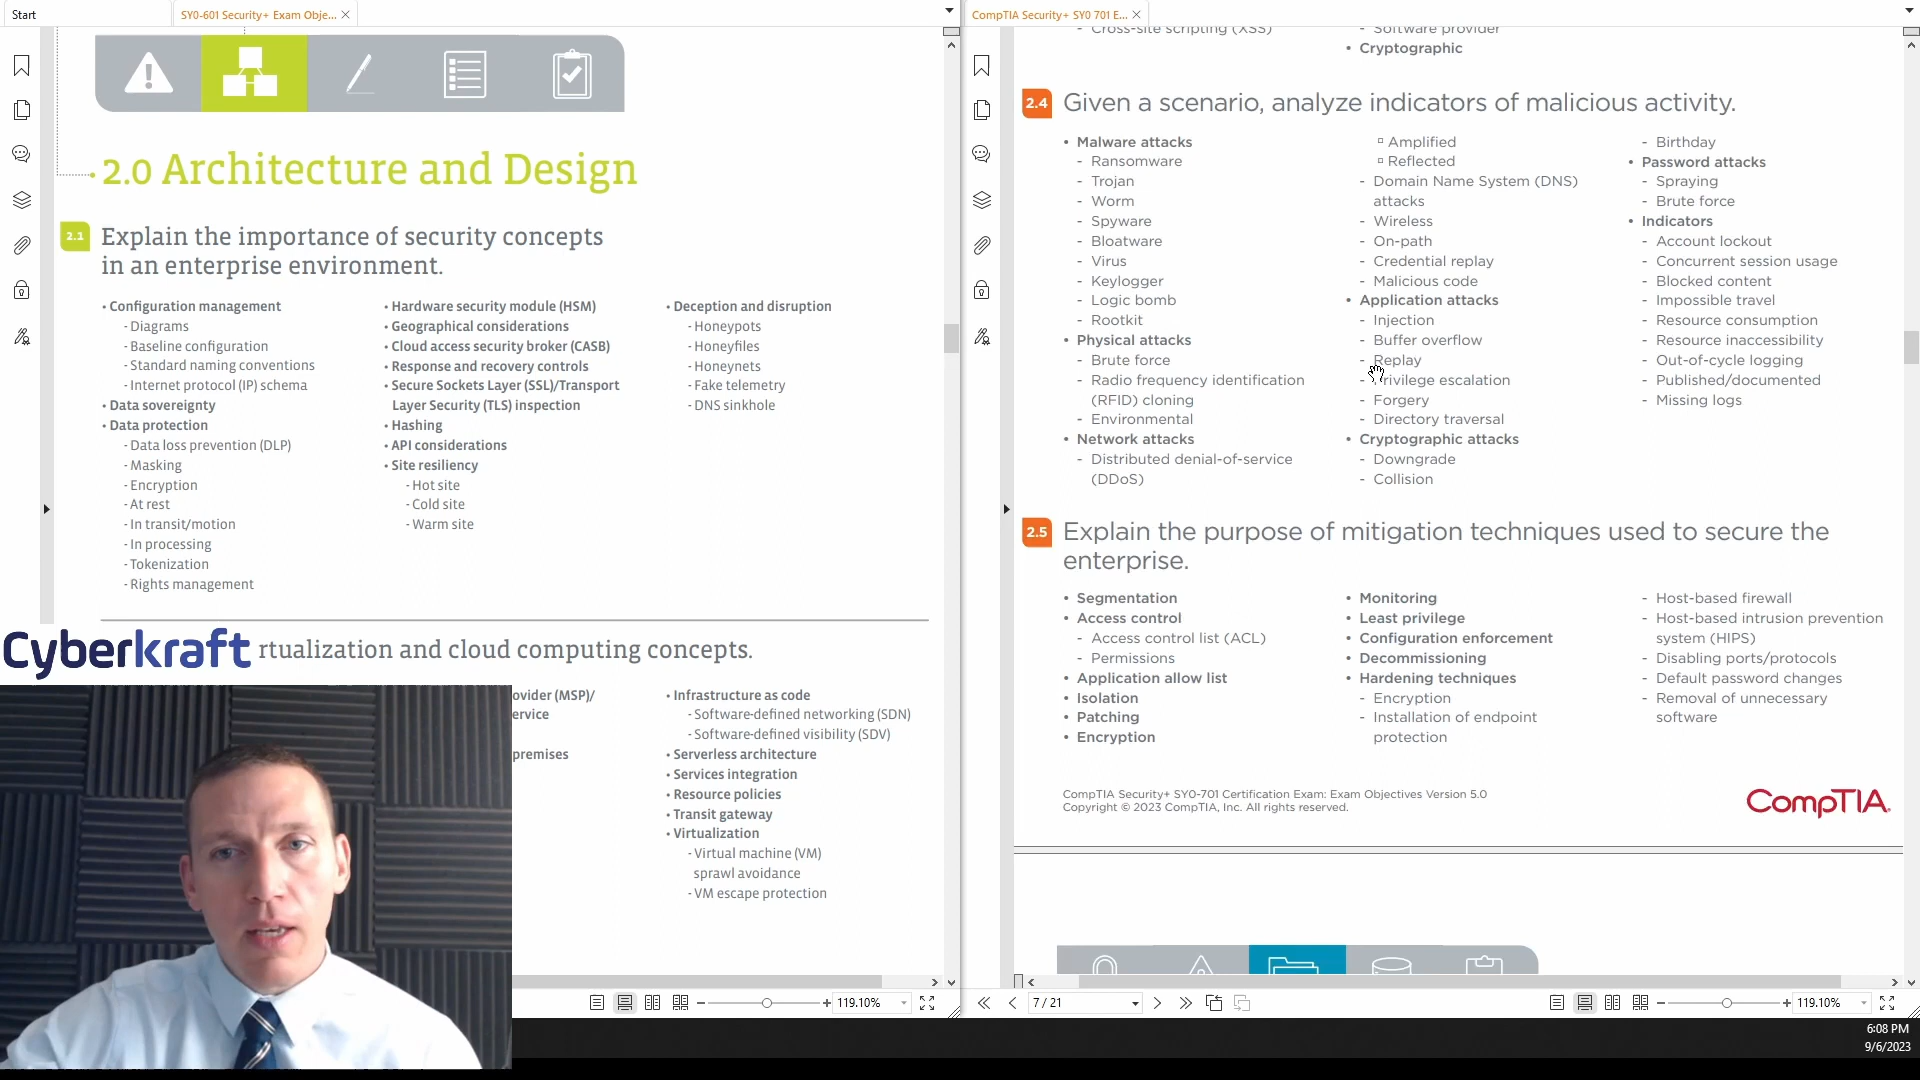 Start
SY0-601 Security+ Exam Obje...
2.0 Architecture and Design
2.1 Explain the importance of security concepts
in an enterprise environment.
• Configuration management
- Diagrams
- Baseline configuration
- Standard naming conventions
- Internet protocol (IP) schema
• Data sovereignty
• Data protection
- Data loss prevention (DLP)
- Masking
- Encryption
- At rest
- In transit/motion
- In processing
- Tokenization
- Rights management
• Hardware security module (HSM)
• Geographical considerations
• Cloud access security broker (CASB)
• Response and recovery controls
• Secure Sockets Layer (SSL)/Transport
Layer Security (TLS) inspection
• Hashing
• API considerations
• Site resiliency
- Hot site
- Cold site
- Warm site
• Deception and disruption
- Honeypots
- Honeyfiles
- Honeynets
- Fake telemetry
- DNS sinkhole
Cyberkraft
rtualization and cloud computing concepts.
ovider (MSP)/
ervice
premises
• Infrastructure as code
- Software-defined networking (SDN)
- Software-defined visibility (SDV)
• Serverless architecture
• Services integration
• Resource policies
• Transit gateway
• Virtualization
- Virtual machine (VM)
sprawl avoidance
- VM escape protection
119.10%
CompTIA Security+ SY0 701 E...
- Cross-site scripting (XSS)
- Software provider
• Cryptographic
2.4 Given a scenario, analyze indicators of malicious activity.
• Malware attacks
- Ransomware
- Trojan
- Worm
- Spyware
- Bloatware
- Virus
- Keylogger
- Logic bomb
- Rootkit
• Physical attacks
- Brute force
- Radio frequency identification
(RFID) cloning
- Environmental
• Network attacks
- Distributed denial-of-service
(DDoS)
▫ Amplified
▫ Reflected
- Domain Name System (DNS)
attacks
- Wireless
- On-path
- Credential replay
- Malicious code
• Application attacks
- Injection
- Buffer overflow
- Replay
- Privilege escalation
- Forgery
- Directory traversal
• Cryptographic attacks
- Downgrade
- Collision
- Birthday
• Password attacks
- Spraying
- Brute force
• Indicators
- Account lockout
- Concurrent session usage
- Blocked content
- Impossible travel
- Resource consumption
- Resource inaccessibility
- Out-of-cycle logging
- Published/documented
- Missing logs
2.5 Explain the purpose of mitigation techniques used to secure the
enterprise.
• Segmentation
• Access control
- Access control list (ACL)
- Permissions
• Application allow list
• Isolation
• Patching
• Encryption
• Monitoring
• Least privilege
• Configuration enforcement
• Decommissioning
• Hardening techniques
- Encryption
- Installation of endpoint
protection
- Host-based firewall
- Host-based intrusion prevention
system (HIPS)
- Disabling ports/protocols
- Default password changes
- Removal of unnecessary
software
CompTIA Security+ SY0-701 Certification Exam: Exam Objectives Version 5.0
Copyright © 2023 CompTIA, Inc. All rights reserved.
CompTIA.
7 / 21
119.10%
6:08 PM
9/6/2023